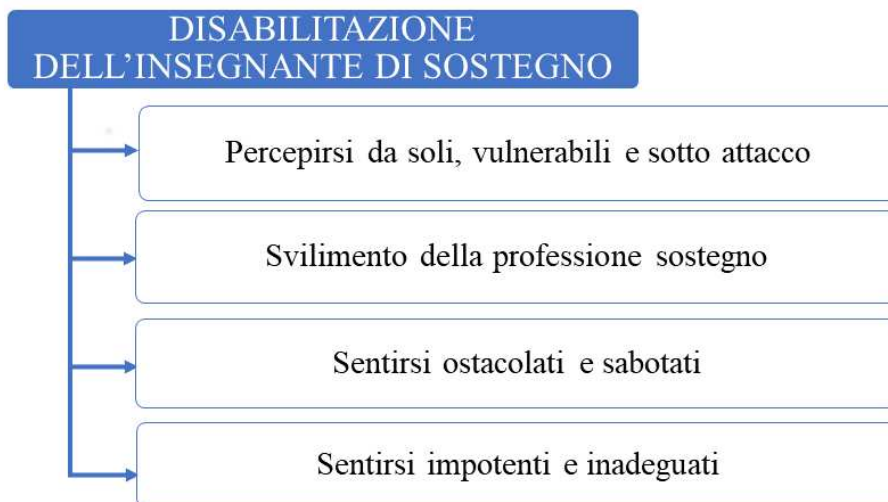 DISABILITAZIONE
DELL’INSEGNANTE DI SOSTEGNO
Percepirsi da soli, vulnerabili e sotto attacco
Svilimento della professione sostegno
Sentirsi ostacolati e sabotati
Sentirsi impotenti e inadeguati